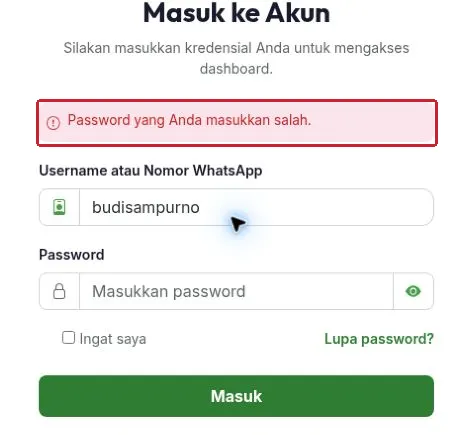 Masuk ke Akun
Silakan masukkan kredensial Anda untuk mengakses
dashboard.
Password yang Anda masukkan salah.
Username atau Nomor WhatsApp
budisampurno
Password
Masukkan password
Ingat saya
Lupa password?
Masuk